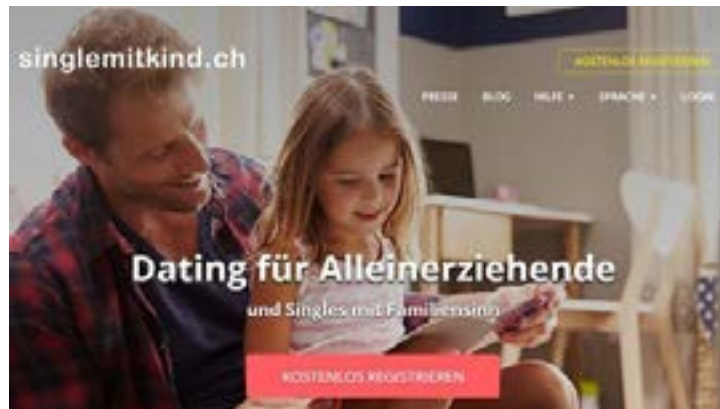 singlemitkind.ch
KOSTENLOS REGISTRIEREN
PRESSE BLOG HILFE SPRACHE LOGIN
Dating für Alleinerziehende
und Singles mit Familiensinn
KOSTENLOS REGISTRIEREN